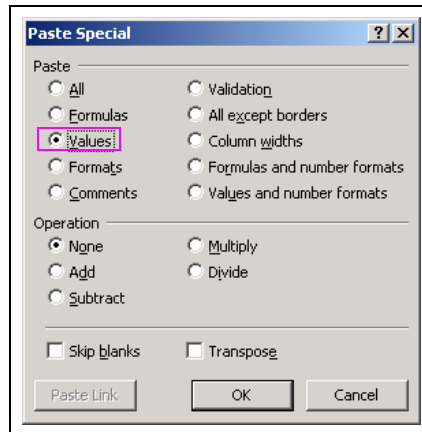 Paste Special
Paste
All
Validation
Formulas
All except borders
Values
Column widths
Formats
Formulas and number formats
Comments
Values and number formats
Operation
None
Multiply
Add
Divide
Subtract
Skip blanks
Transpose
Paste Link
OK
Cancel